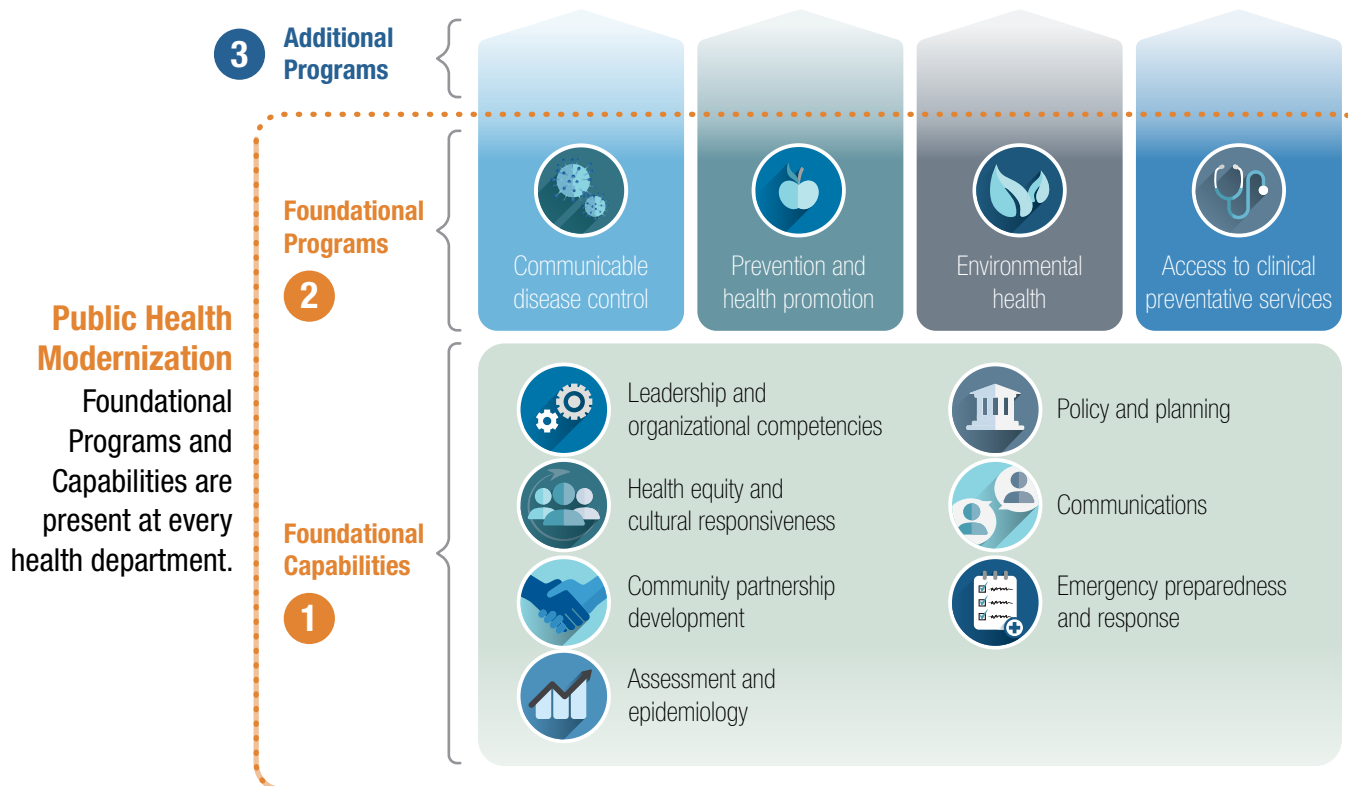 3
Additional
Programs
Foundational
Programs
2
Communicable
disease control
Prevention and
health promotion
Environmental
health
Access to clinical
preventative services
Public Health
Modernization
Foundational
Programs and
Capabilities are
present at every
health department.
Foundational
Capabilities
1
Leadership and
organizational competencies
Health equity and
cultural responsiveness
Community partnership
development
Assessment and
epidemiology
Policy and planning
Communications
Emergency preparedness
and response